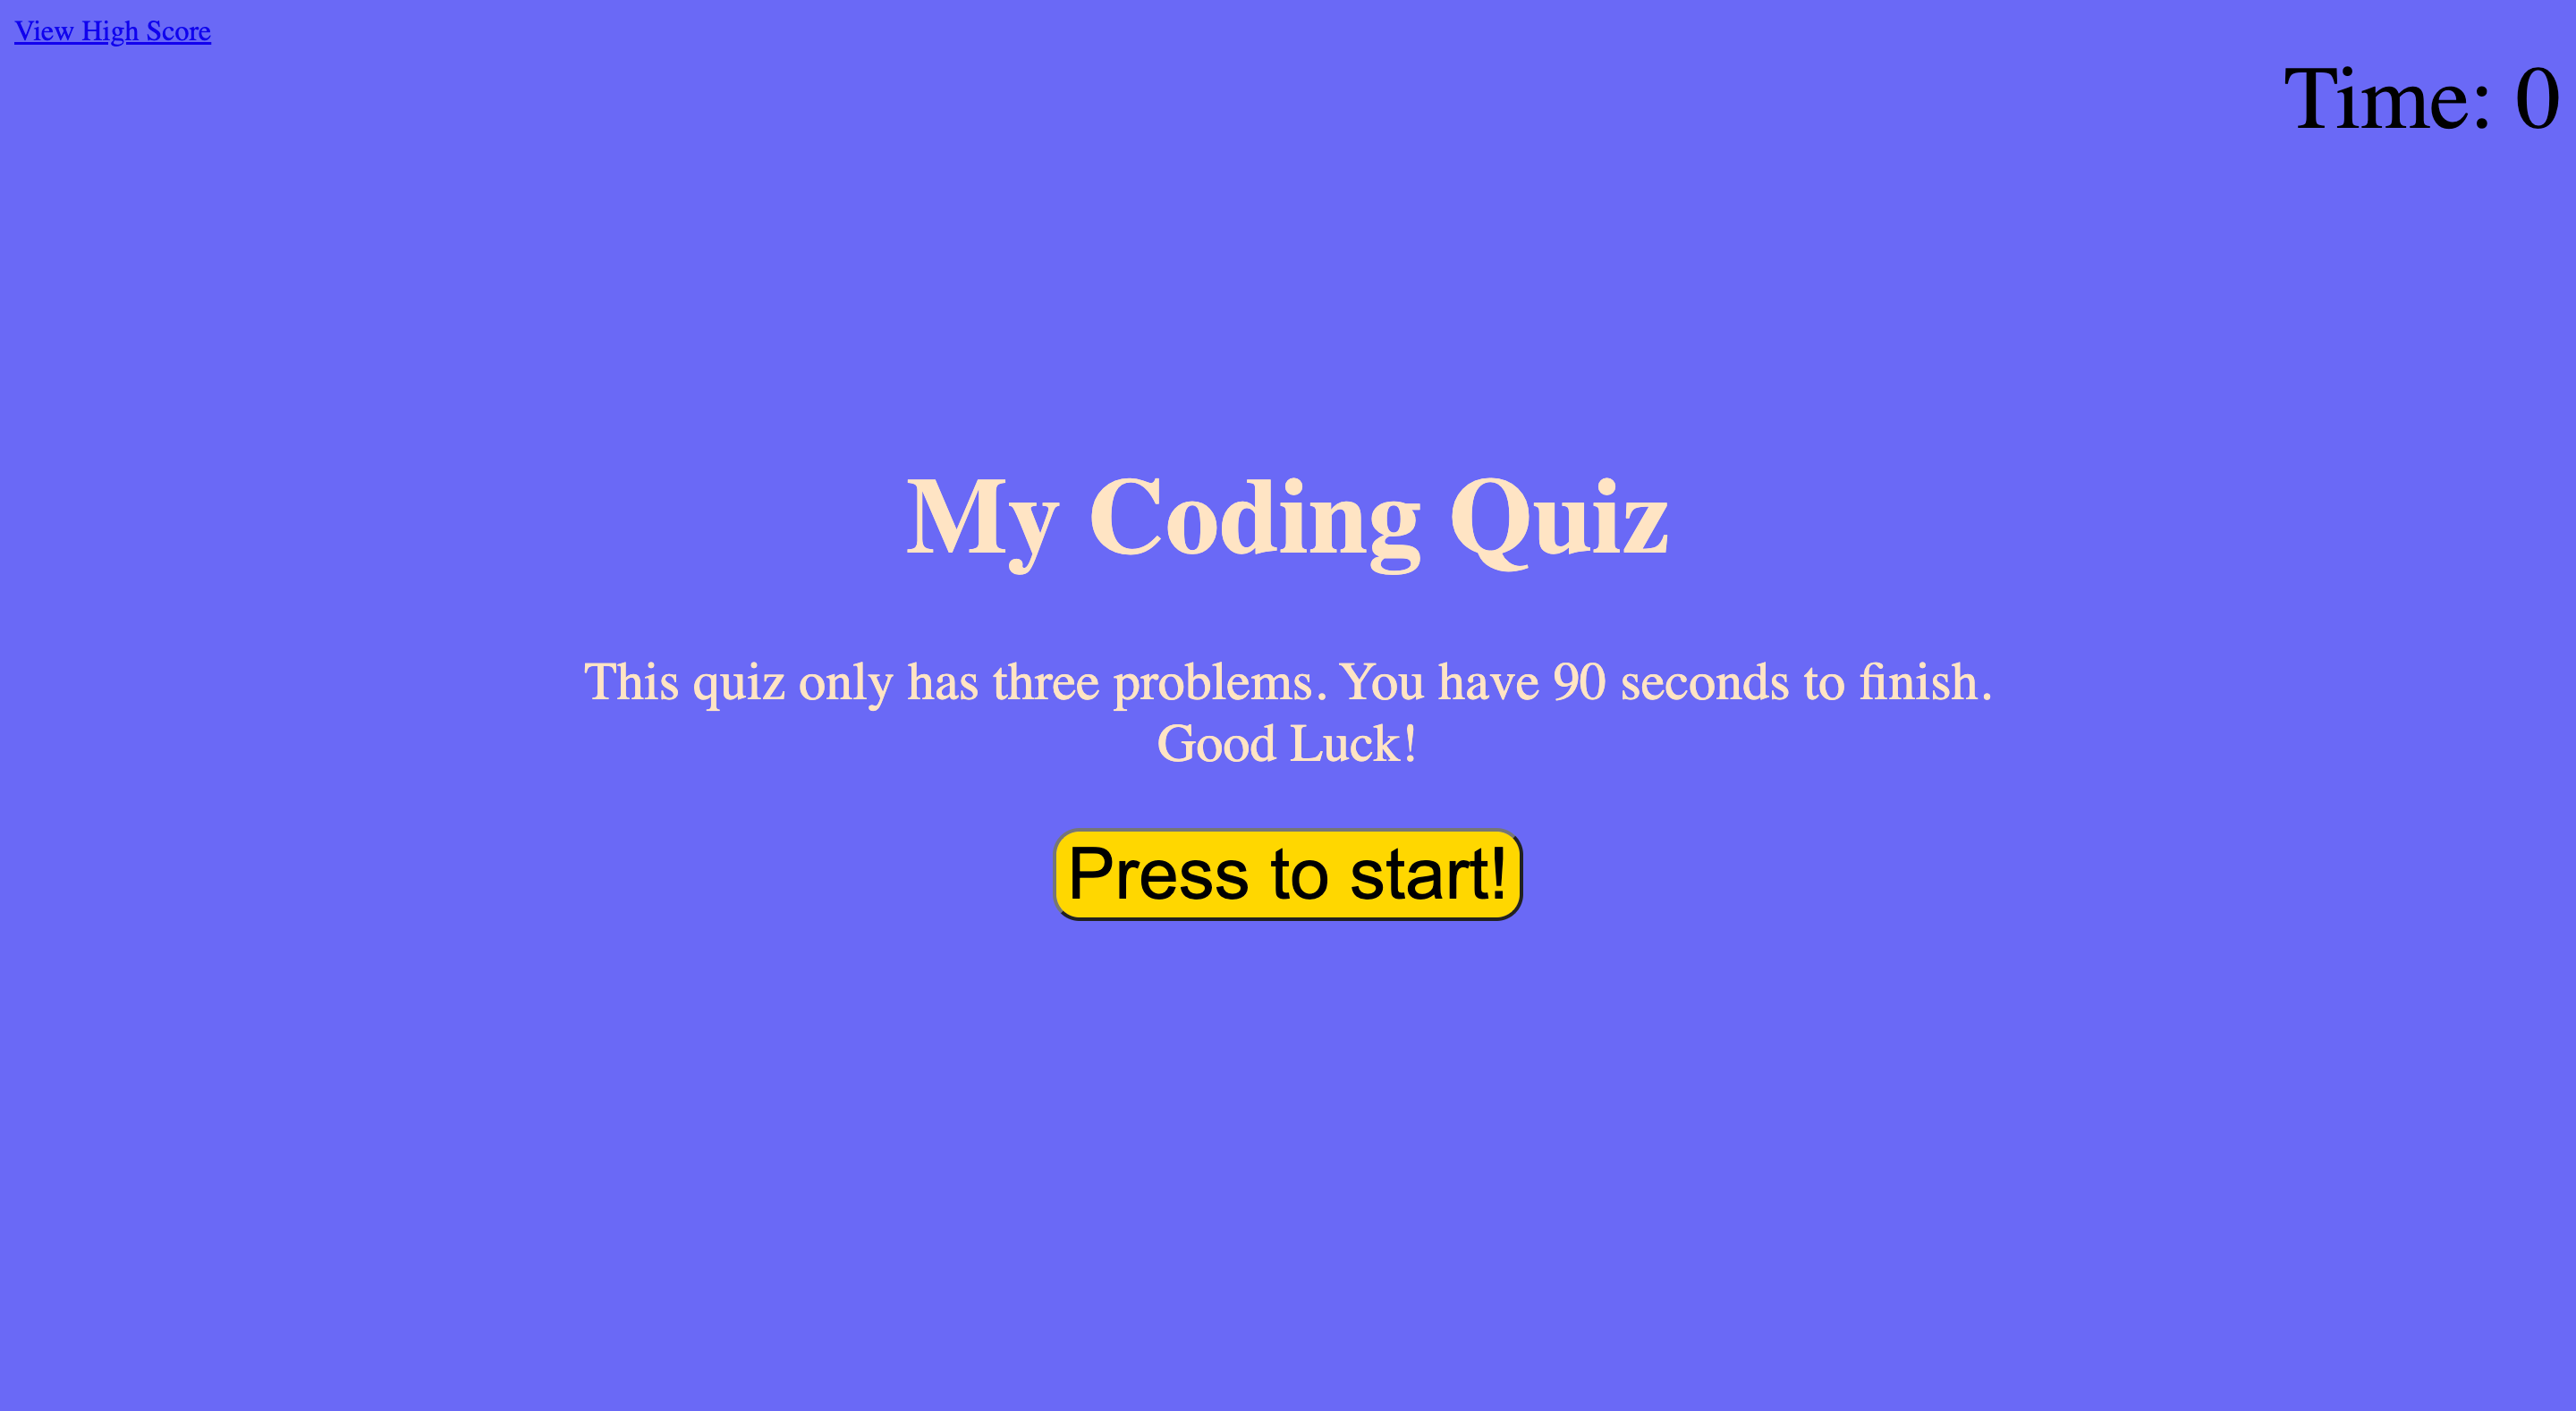 View High Score
Time: 0
My Coding Quiz
This quiz only has three problems. You have 90 seconds to finish.
Good Luck!
Press to start!